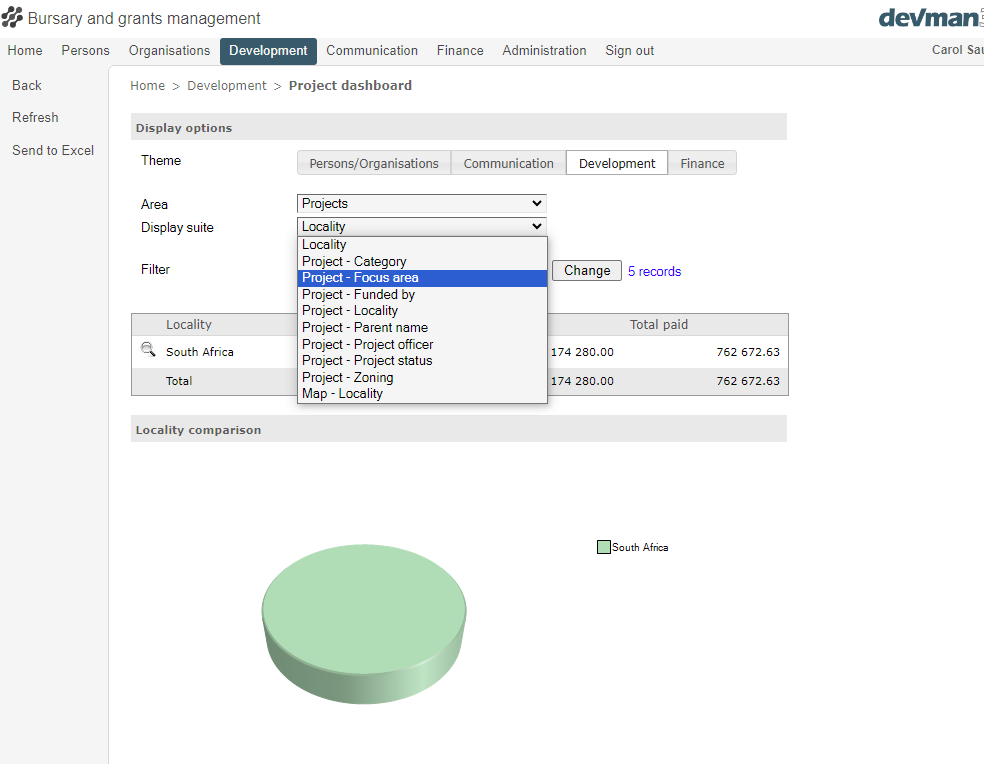 Bursary and grants management
devman
Home Persons Organisations Development Communication Finance Administration Sign out
Carol
Back
Refresh
Send to Excel
Home > Development > Project dashboard
Display options
Theme
Persons/Organisations Communication Development Finance
Area Projects
Display suite Locality
Locality
Project - Category
Project - Focus area
Project - Funded by
Project - Locality
Project - Parent name
Project - Project officer
Project - Project status
Project - Zoning
Map - Locality
Filter
Change 5 records
Locality Total paid
South Africa 174 280.00 762 672.63
Total 174 280.00 762 672.63
Locality comparison
South Africa